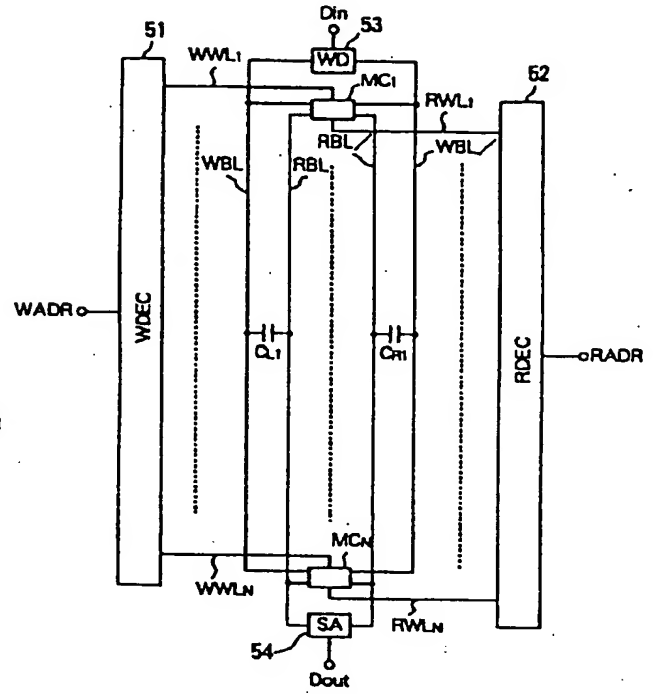 Din
51
53
WWL1
WD
52
MC1
RWL1
RBL
WBL
WBL
RBL
WADR
WDEC
CL1
CR1
RDEC
RADR
MCN
WWLN
RWLN
SA
54
Dout